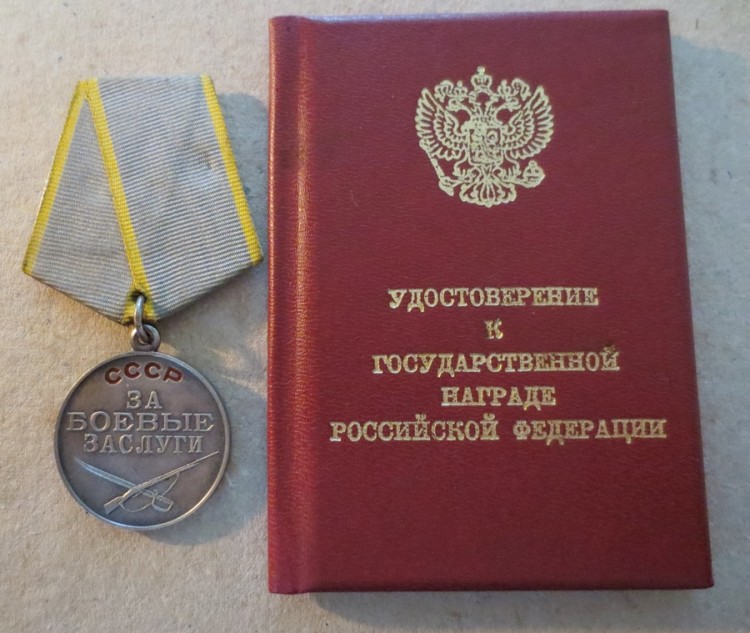 СССР
ЗА
БОЕВЫЕ
ЗАСЛУГИ
УДОСТОВЕРЕНИЕ
К
ГОСУДАРСТВЕННОЙ
НАГРАДЕ
РОССИЙСКОЙ ФЕДЕРАЦИИ